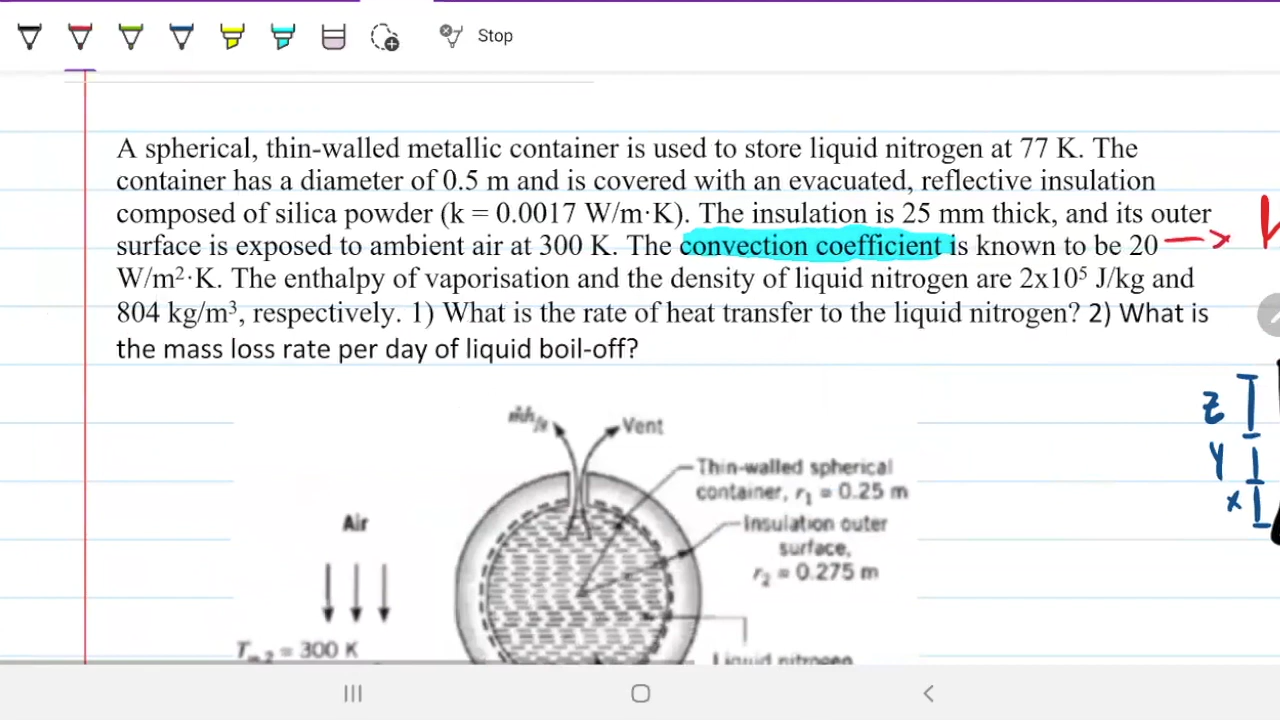 Stop
A spherical, thin-walled metallic container is used to store liquid nitrogen at 77 K. The
container has a diameter of 0.5 m and is covered with an evacuated, reflective insulation
composed of silica powder (k = 0.0017 W/m·K). The insulation is 25 mm thick, and its outer
surface is exposed to ambient air at 300 K. The convection coefficient is known to be 20
W/m²·K. The enthalpy of vaporisation and the density of liquid nitrogen are 2x10⁵ J/kg and
804 kg/m³, respectively. 1) What is the rate of heat transfer to the liquid nitrogen? 2) What is
the mass loss rate per day of liquid boil-off?
Vent
Thin-walled spherical
container, r₁ = 0.25 m
Air
Insulation outer
surface,
r₂ = 0.275 m
T∞,2 = 300 K
Liquid nitrogen
z
y
x